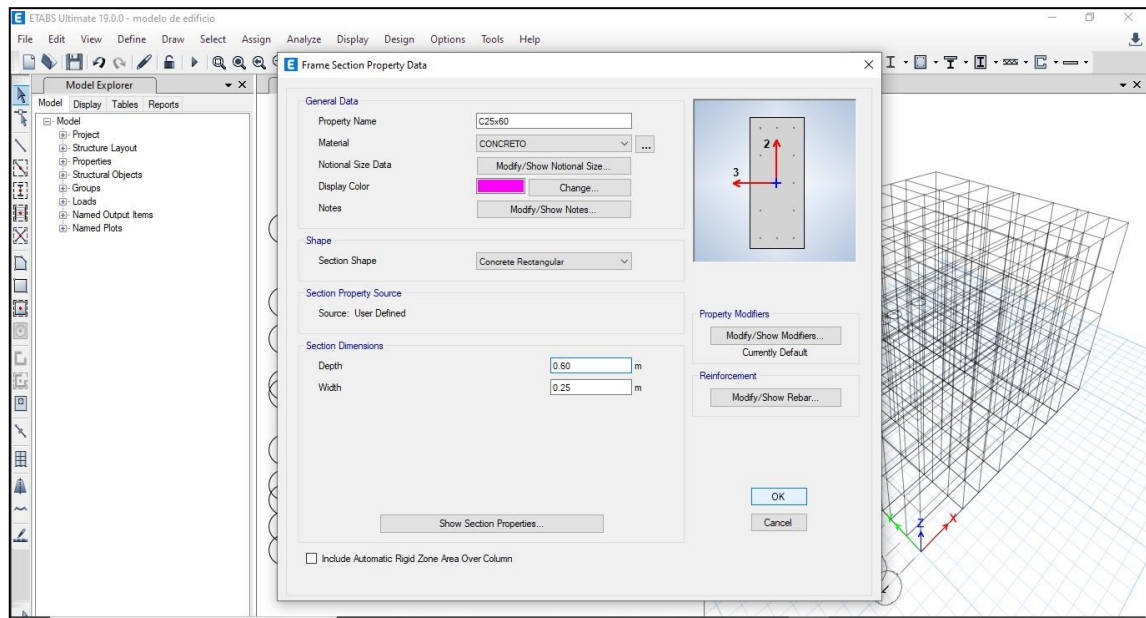 E ETABS Ultimate 19.0.0 - modelo de edificio
File Edit View Define Draw Select Assign Analyze Display Design Options Tools Help
Model Explorer
Model Display Tables Reports
Model
Project
Structure Layout
Properties
Structural Objects
Groups
Loads
Named Output Items
Named Plots
E Frame Section Property Data
General Data
Property Name C25x60
Material CONCRETO ...
Notional Size Data Modify/Show Notional Size...
Display Color Change...
Notes Modify/Show Notes...
Shape
Section Shape Concrete Rectangular
Section Property Source
Source: User Defined
Section Dimensions
Depth 0.60 m
Width 0.25 m
Show Section Properties...
Include Automatic Rigid Zone Area Over Column
2
3
Property Modifiers
Modify/Show Modifiers...
Currently Default
Reinforcement
Modify/Show Rebar...
OK
Cancel
Z X